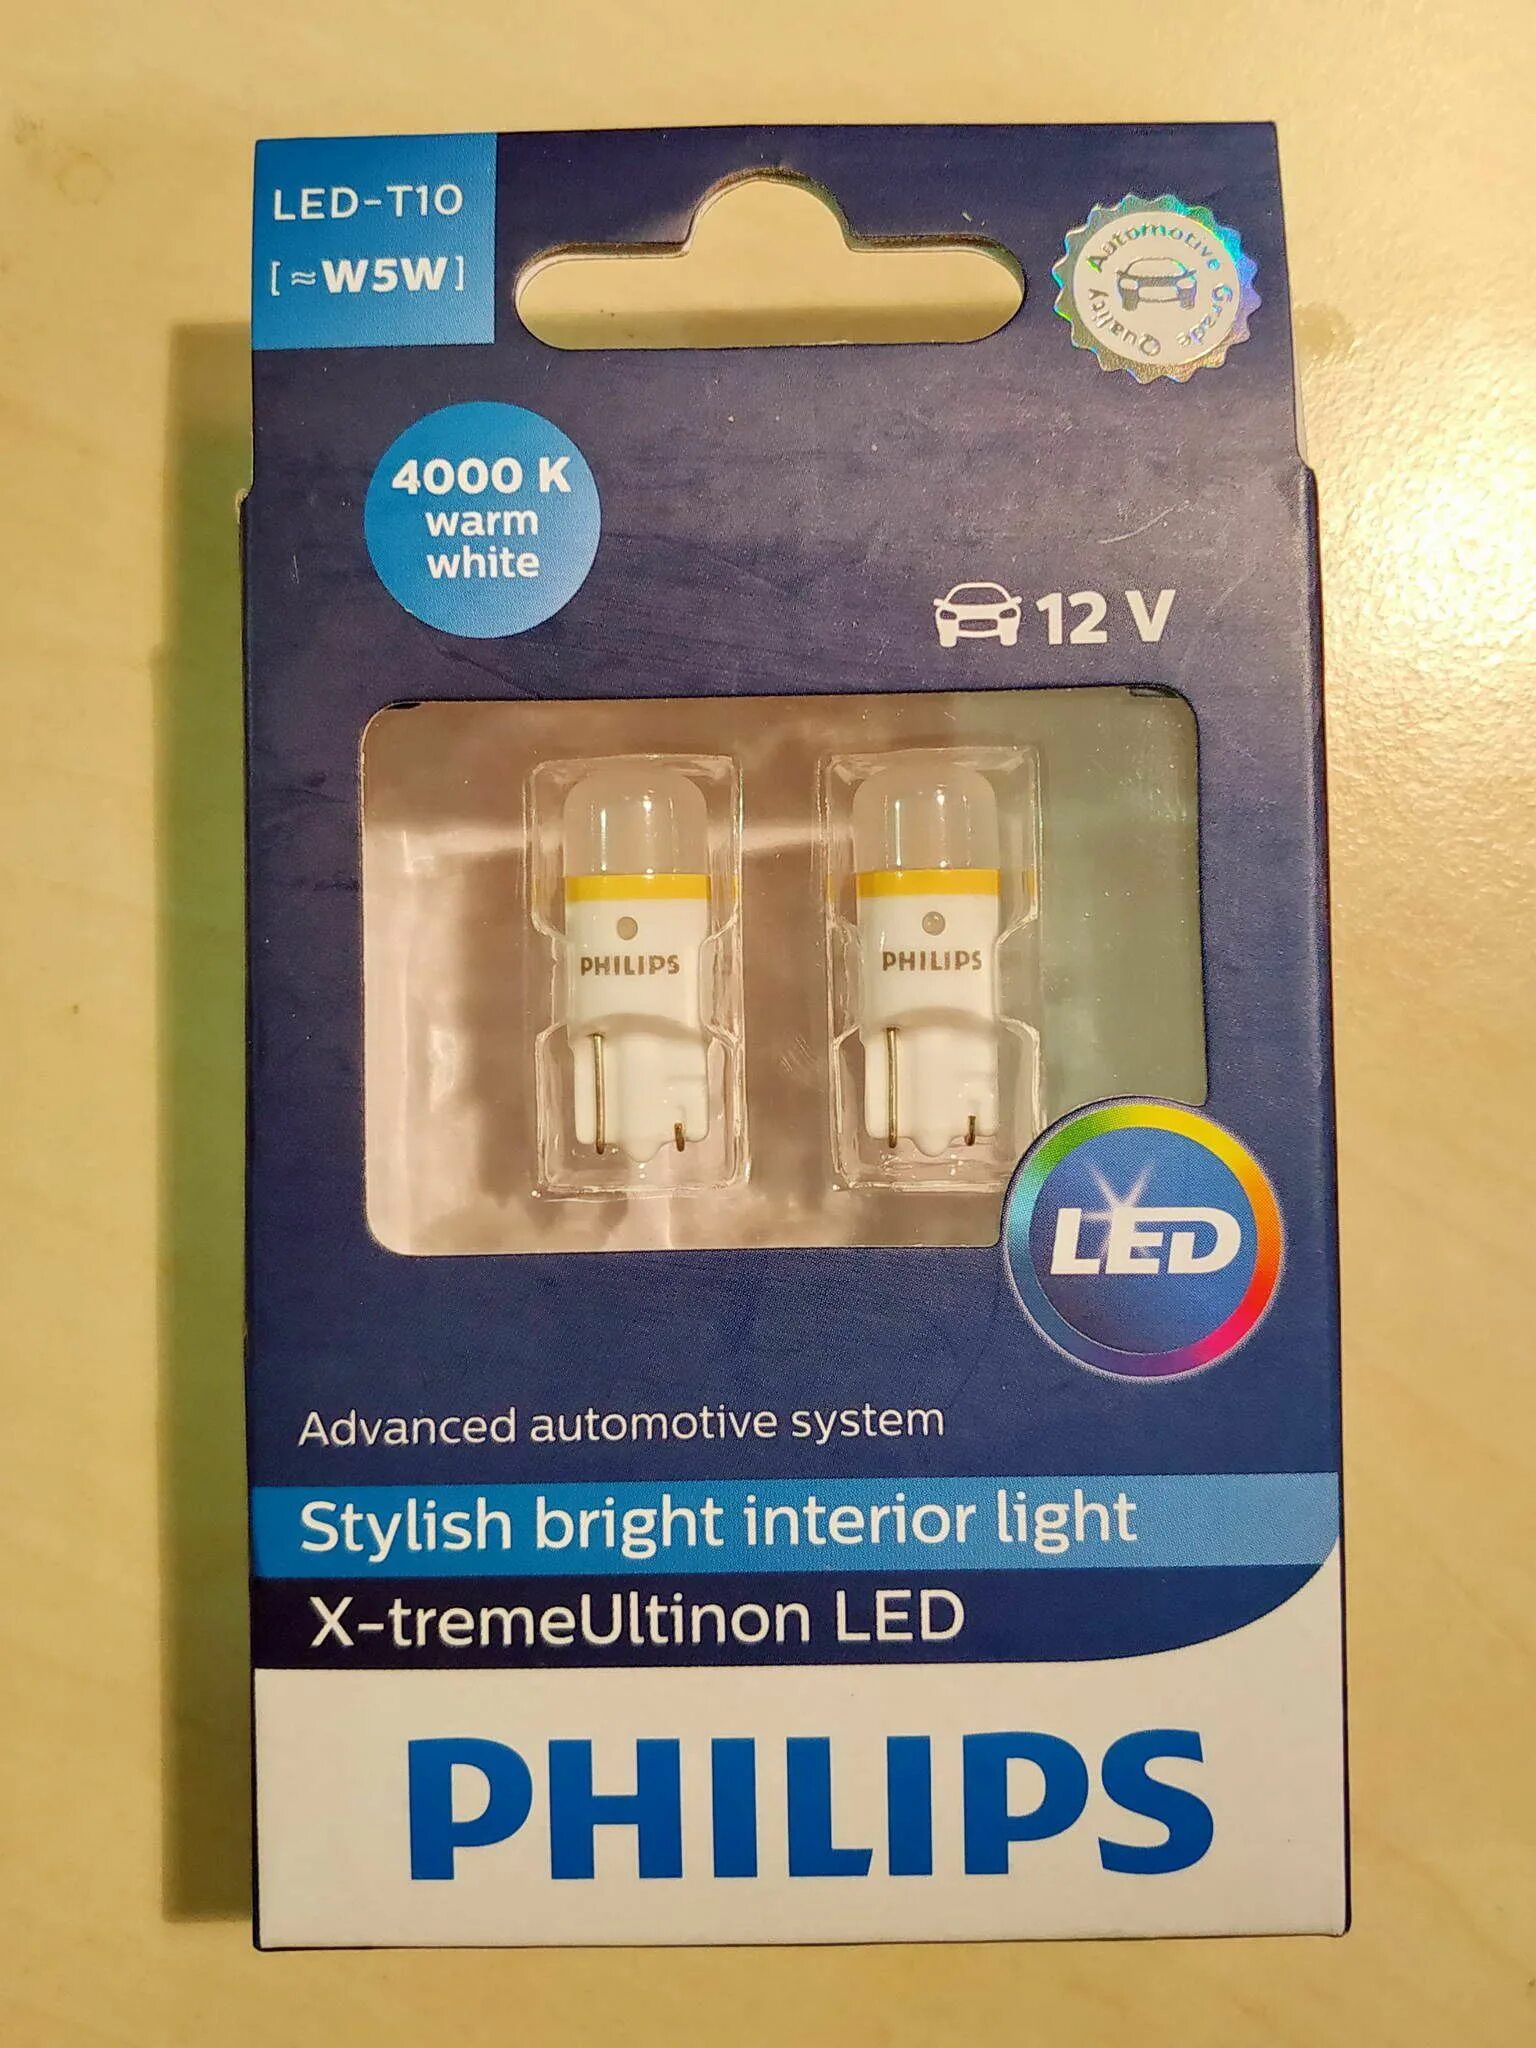 LED-T10
[≈W5W]
Automotive Grade
Quality
4000 K
warm
white
12 V
PHILIPS
PHILIPS
LED
Advanced automotive system
Stylish bright interior light
X-tremeUltinon LED
PHILIPS